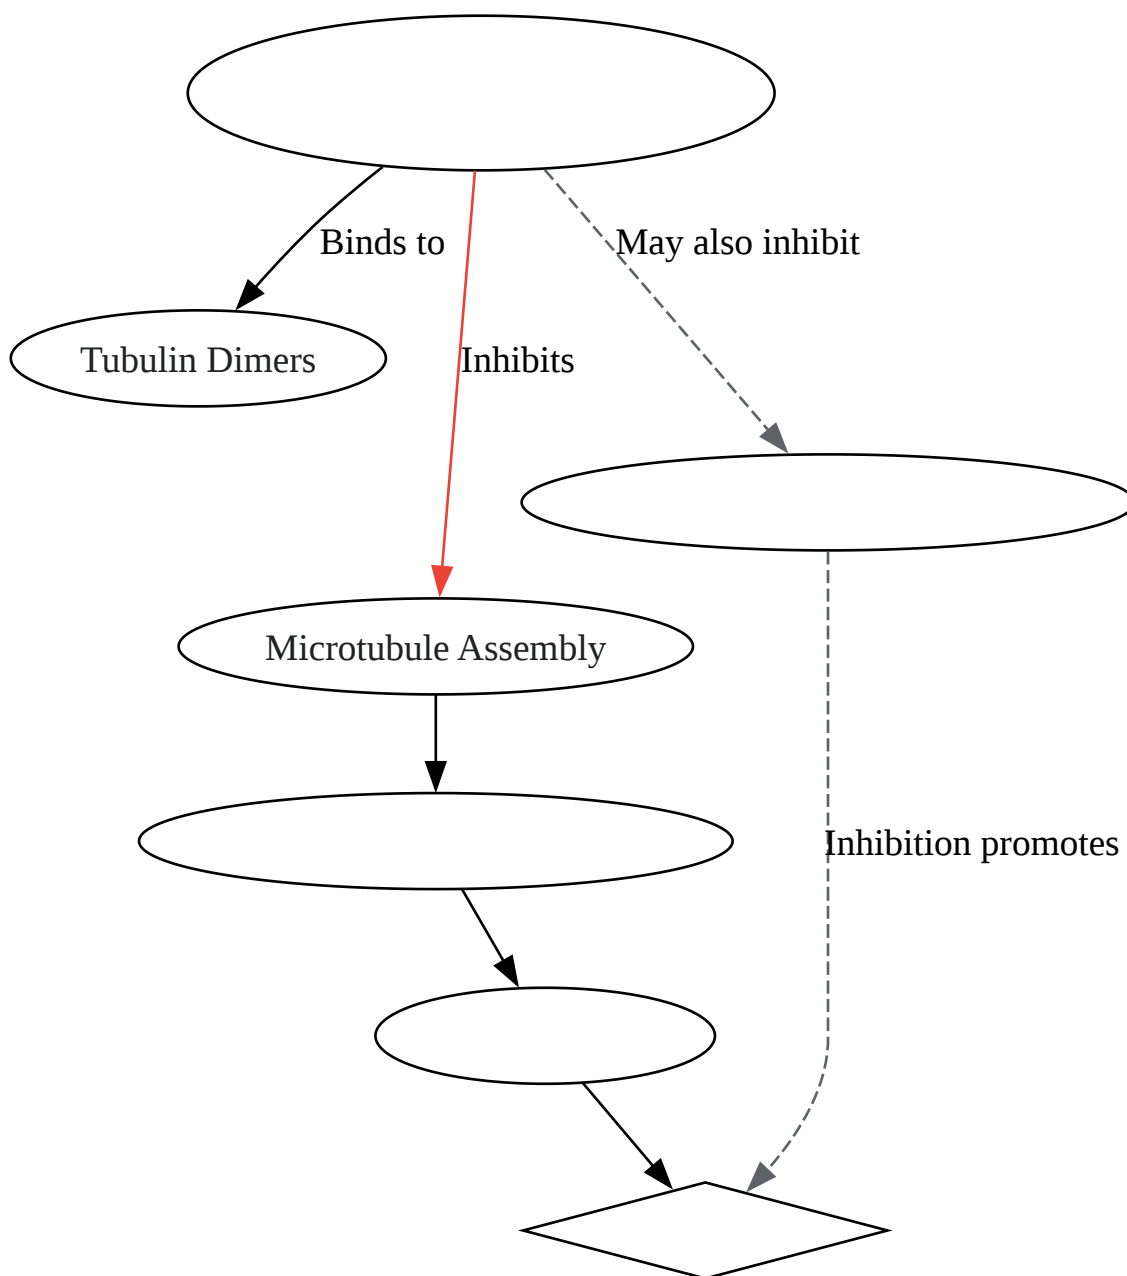 Binds to
May also inhibit
Tubulin Dimers
Inhibits
Microtubule Assembly
Inhibition promotes